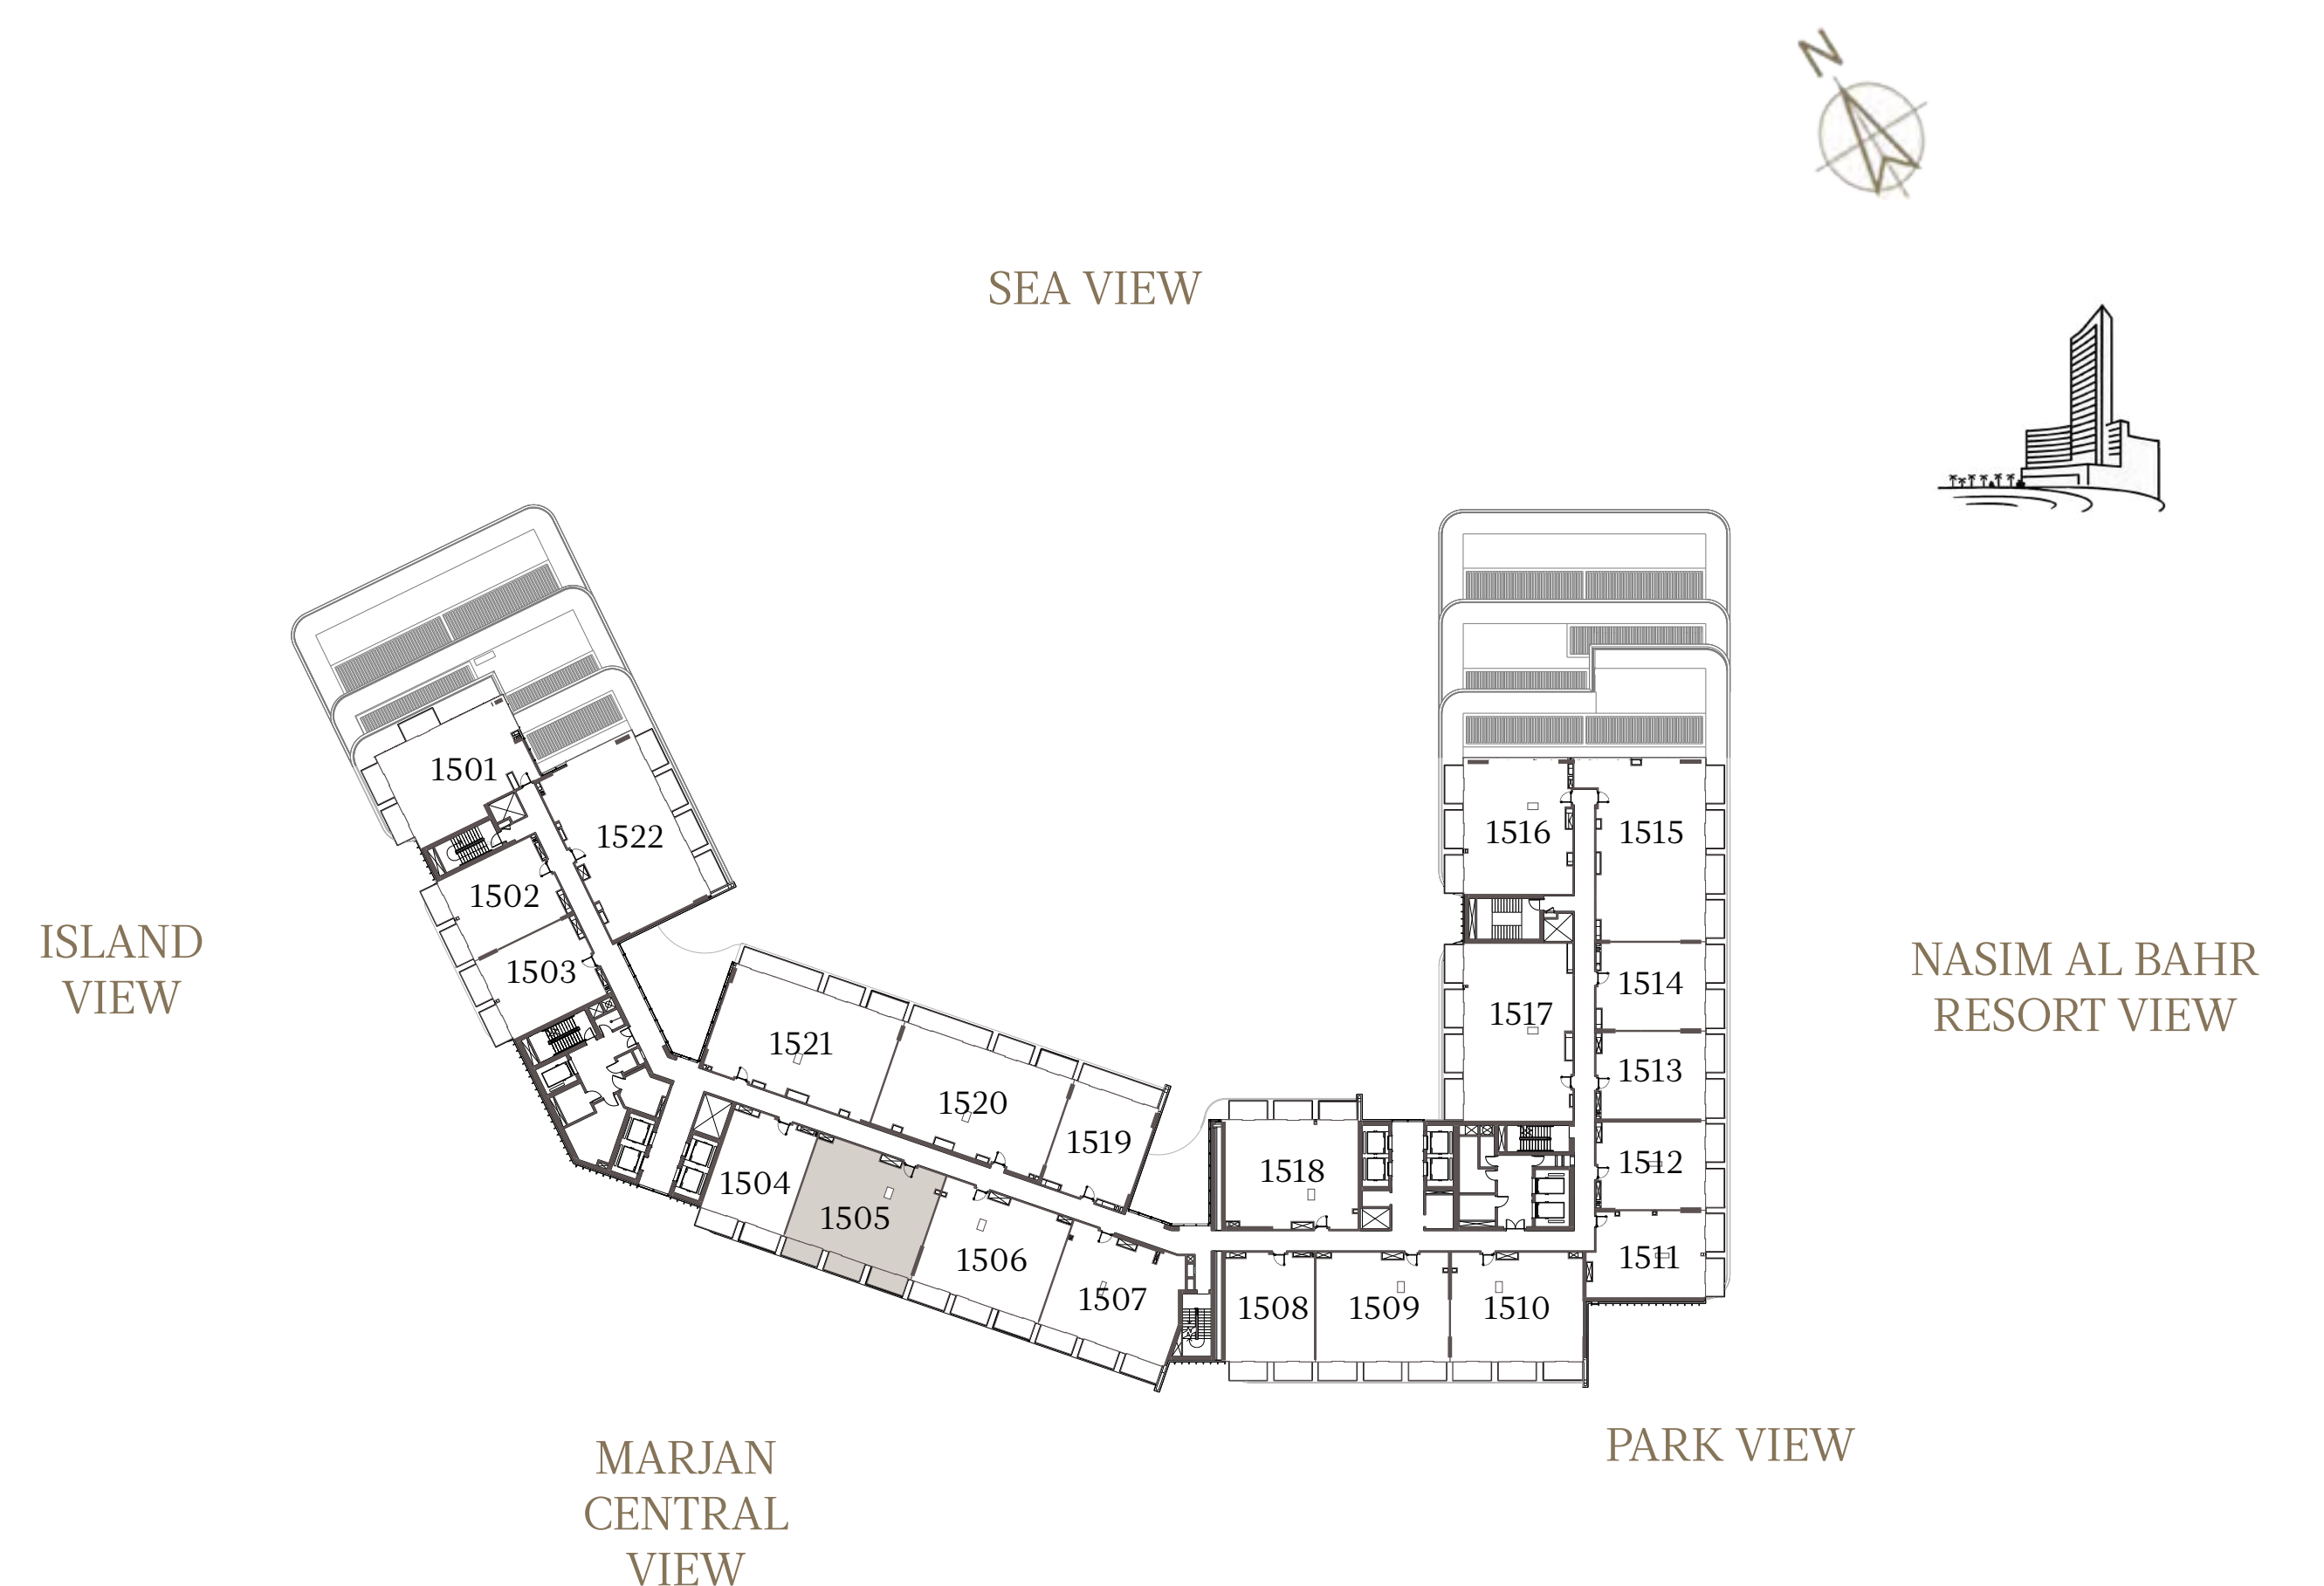 N
SEA VIEW
1501
1522
1516
1515
1502
1503
ISLAND
VIEW
NASIM AL BAHR
RESORT VIEW
1514
1517
1521
1513
1520
1519
1512
1518
1504
1505
1506
1511
1507
1508
1509
1510
PARK VIEW
MARJAN
CENTRAL
VIEW